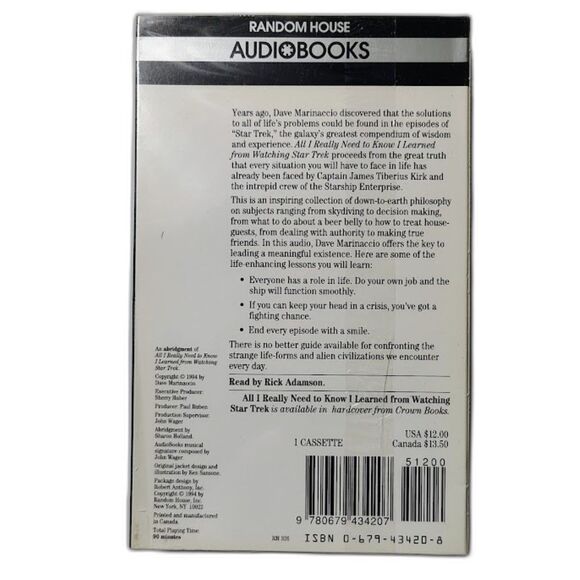 RANDOM HOUSE
AUDIOBOOKS
Years ago, Dave Marinaccio discovered that the solutions
to all of life's problems could be found in the episodes of
"Star Trek," the galaxy's greatest compendium of wisdom
and experience. All I Really Need to Know I Learned
from Watching Star Trek proceeds from the great truth
that every situation you will have to face in life has
already been faced by Captain James Tiberius Kirk and
the intrepid crew of the Starship Enterprise.
This is an inspiring collection of down-to-earth philosophy
on subjects ranging from skydiving to decision making,
from what to do about a beer belly to how to treat house-
guests, from dealing with authority to making true
friends. In this audio, Dave Marinaccio offers the key to
leading a meaningful existence. Here are some of the
life-enhancing lessons you will learn:
• Everyone has a role in life. Do your own job and the
ship will function smoothly.
• If you can keep your head in a crisis, you've got a
fighting chance.
• End every episode with a smile.
There is no better guide available for confronting the
strange life-forms and alien civilizations we encounter
every day.
Read by Rick Adamson.
All I Really Need to Know I Learned from Watching
Star Trek is available in hardcover from Crown Books.
An abridgment of
All I Really Need to Know
I Learned from Watching
Star Trek.
Copyright © 1994 by
Dave Marinaccio
Executive Producer:
Sherry Huber
Producer: Paul Ruben
Production Supervisor:
John Wager
Abridgment by
Sharon Holland
AudioBooks musical
signature composed by
John Wager
Original jacket design and
illustration by Ken Sansone.
Package design by
Robert Anthony, Inc.
Copyright © 1994 by
Random House, Inc.
New York, NY 10022
Printed and manufactured
in Canada.
Total Playing Time:
90 minutes
1 CASSETTE
USA $12.00
Canada $13.50
51200
9 780679 434207
ISBN 0-679-43420-8